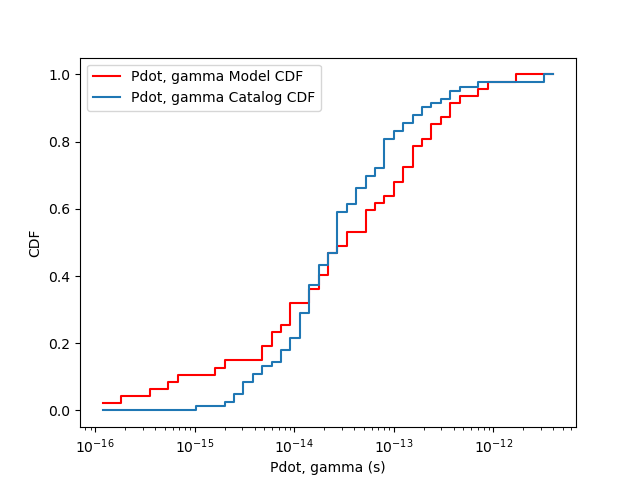 Pdot, gamma Model CDF
Pdot, gamma Catalog CDF
1.0
0.8
0.6
0.4
0.2
0.0
CDF
10⁻¹⁶ 10⁻¹⁵ 10⁻¹⁴ 10⁻¹³ 10⁻¹²
Pdot, gamma (s)